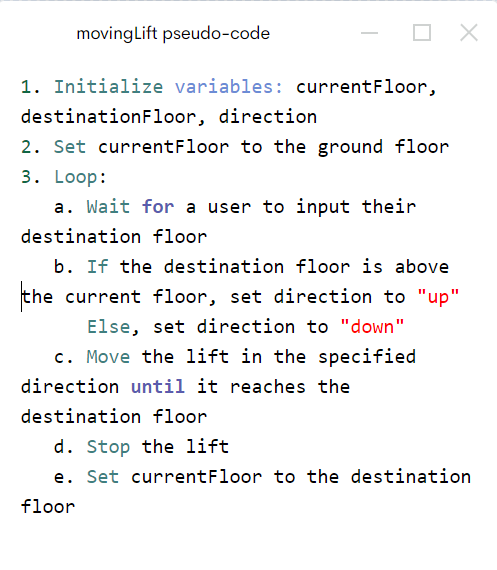 movingLift pseudo-code
1. Initialize variables: currentFloor,
destinationFloor, direction
2. Set currentFloor to the ground floor
3. Loop:
   a. Wait for a user to input their
destination floor
   b. If the destination floor is above
the current floor, set direction to "up"
      Else, set direction to "down"
   c. Move the lift in the specified
direction until it reaches the
destination floor
   d. Stop the lift
   e. Set currentFloor to the destination
floor